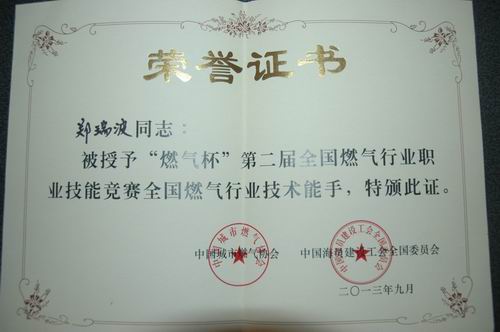 荣誉证书
郑瑞波同志：
被授予“燃气杯”第二届全国燃气行业职
业技能竞赛全国燃气行业技术能手，特颁此证。
中国城市燃气协会 中国海员建设工会全国委员会
二〇一三年九月